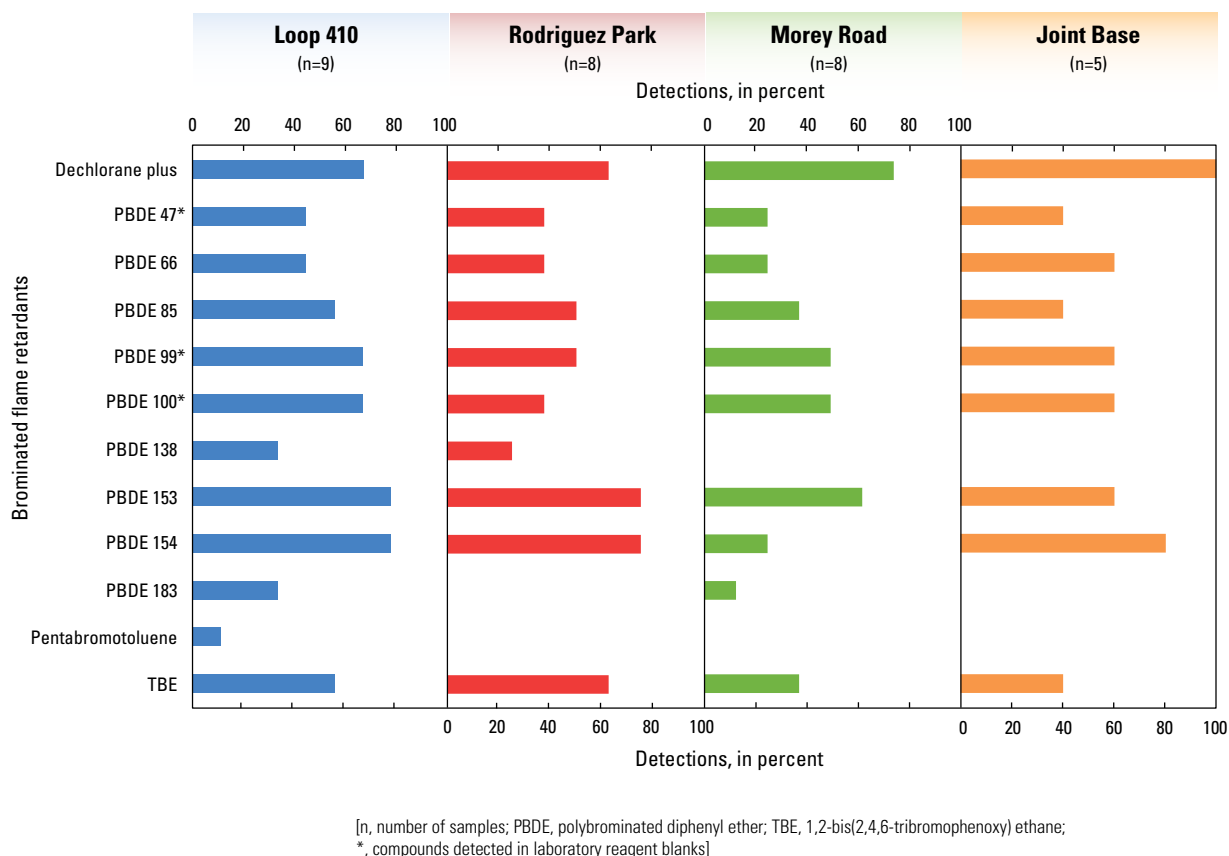 Loop 410 Rodriguez Park Morey Road Joint Base
(n=9) (n=8) (n=8) (n=5)
Detections, in percent
0 20 40 60 80 100 0 20 40 60 80 100
Brominated flame retardants
Dechlorane plus
PBDE 47*
PBDE 66
PBDE 85
PBDE 99*
PBDE 100*
PBDE 138
PBDE 153
PBDE 154
PBDE 183
Pentabromotoluene
TBE
0 20 40 60 80 100 0 20 40 60 80 100
Detections, in percent
[n, number of samples; PBDE, polybrominated diphenyl ether; TBE, 1,2-bis(2,4,6-tribromophenoxy) ethane;
*, compounds detected in laboratory reagent blanks]